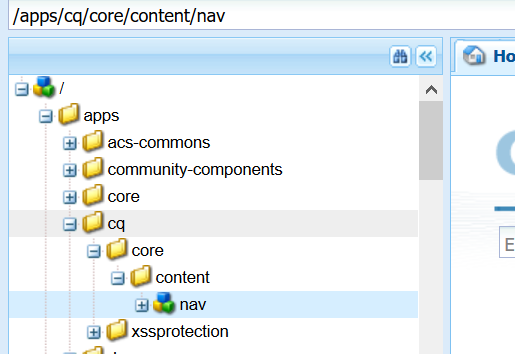 /apps/cq/core/content/nav
Ho
/
apps
acs-commons
community-components
core
cq
core
content
nav
xssprotection
E